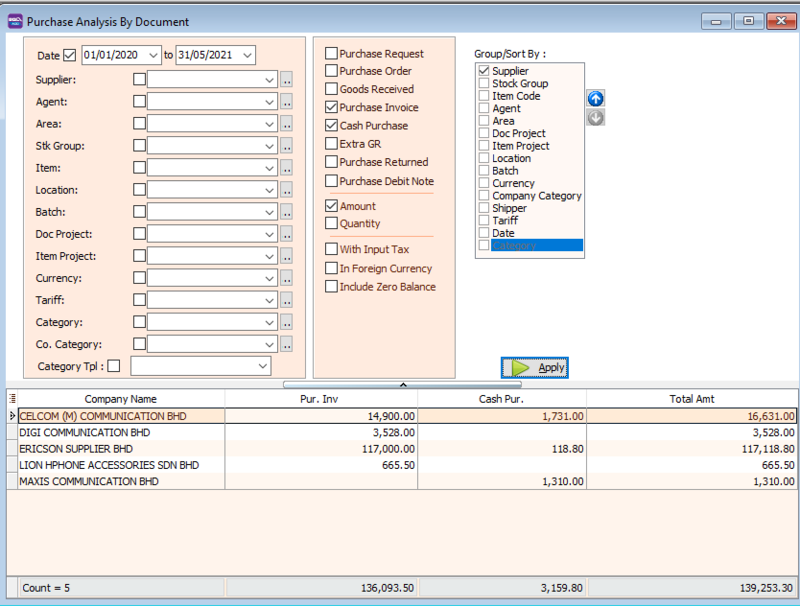 Purchase Analysis By Document
Date 01/01/2020 to 31/05/2021
Supplier: ..
Agent: ..
Area: ..
Stk Group: ..
Item: ..
Location: ..
Batch: ..
Doc Project: ..
Item Project: ..
Currency: ..
Tariff: ..
Category: ..
Co. Category: ..
Category Tpl :
Purchase Request
Purchase Order
Goods Received
Purchase Invoice
Cash Purchase
Extra GR
Purchase Returned
Purchase Debit Note
Amount
Quantity
With Input Tax
In Foreign Currency
Include Zero Balance
Group/Sort By :
Supplier
Stock Group
Item Code
Agent
Area
Doc Project
Item Project
Location
Batch
Currency
Company Category
Shipper
Tariff
Date
Category
Apply
Company Name Pur. Inv Cash Pur. Total Amt
CELCOM (M) COMMUNICATION BHD 14,900.00 1,731.00 16,631.00
DIGI COMMUNICATION BHD 3,528.00 3,528.00
ERICSON SUPPLIER BHD 117,000.00 118.80 117,118.80
LION HPHONE ACCESSORIES SDN BHD 665.50 665.50
MAXIS COMMUNICATION BHD 1,310.00 1,310.00
Count = 5 136,093.50 3,159.80 139,253.30